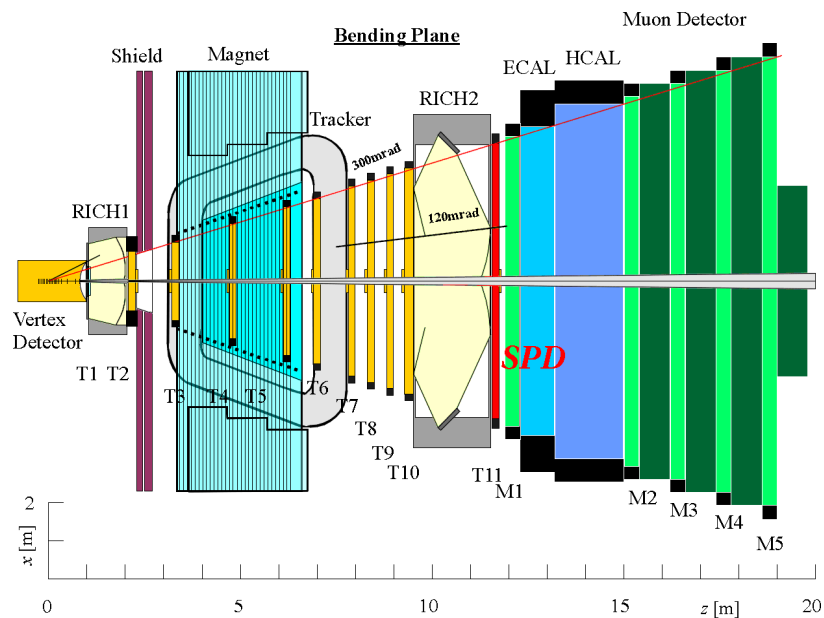 Muon Detector
Bending Plane
Shield
Magnet
HCAL
ECAL
RICH2
Tracker
300mrad
RICH1
120mrad
Vertex
Detector
SPD
T1
T2
T3
T4
T5
T6
T7
T8
T9
T10
T11
M1
M2
M3
M4
M5
2
x [m]
0
5
10
15
z [m]
20